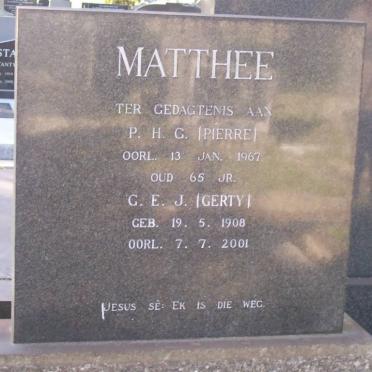 MATTHEE
TER GEDAGTENIS AAN
P. H. G. (PIERRE)
OORL. 13 JAN. 1967
OUD 65 JR.
G. E. J. (GERTY)
GEB. 19. 5. 1908
OORL. 7. 7. 2001
JESUS SÊ: EK IS DIE WEG.